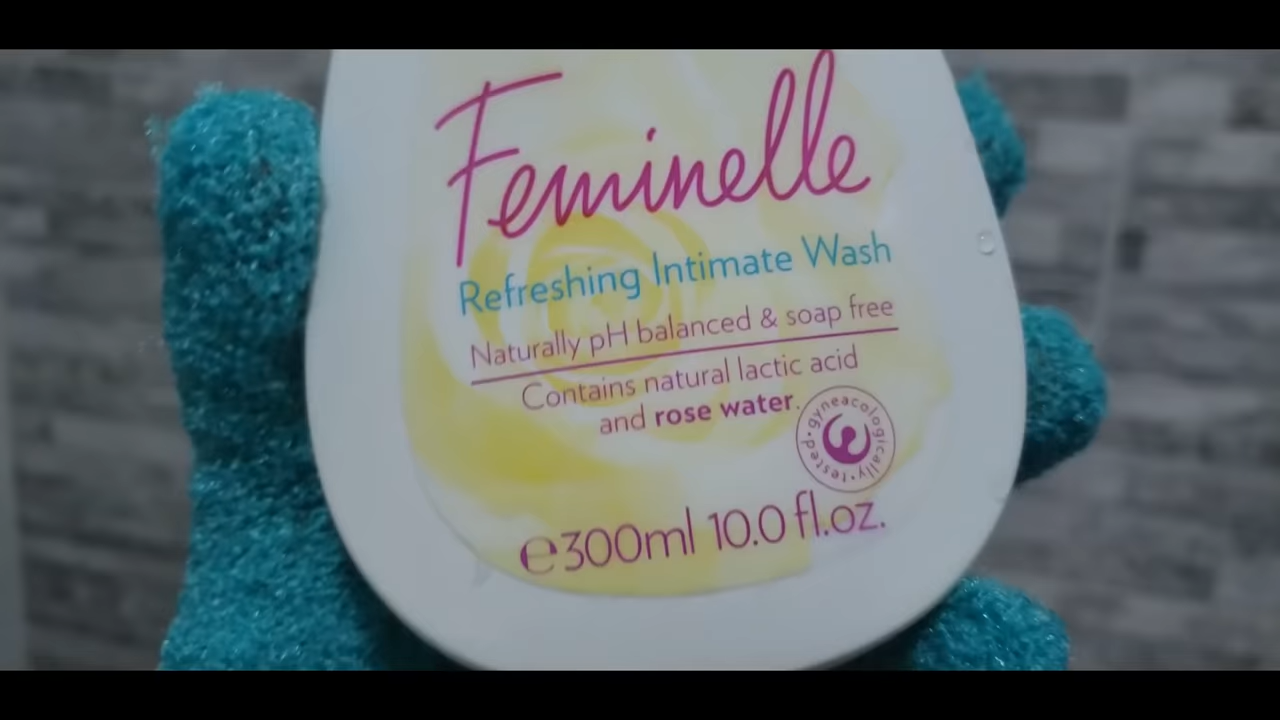 Feminelle
Refreshing Intimate Wash
Naturally pH balanced & soap free
Contains natural lactic acid
and rose water.
gyneacologically • tested •
℮300ml 10.0 fl.oz.